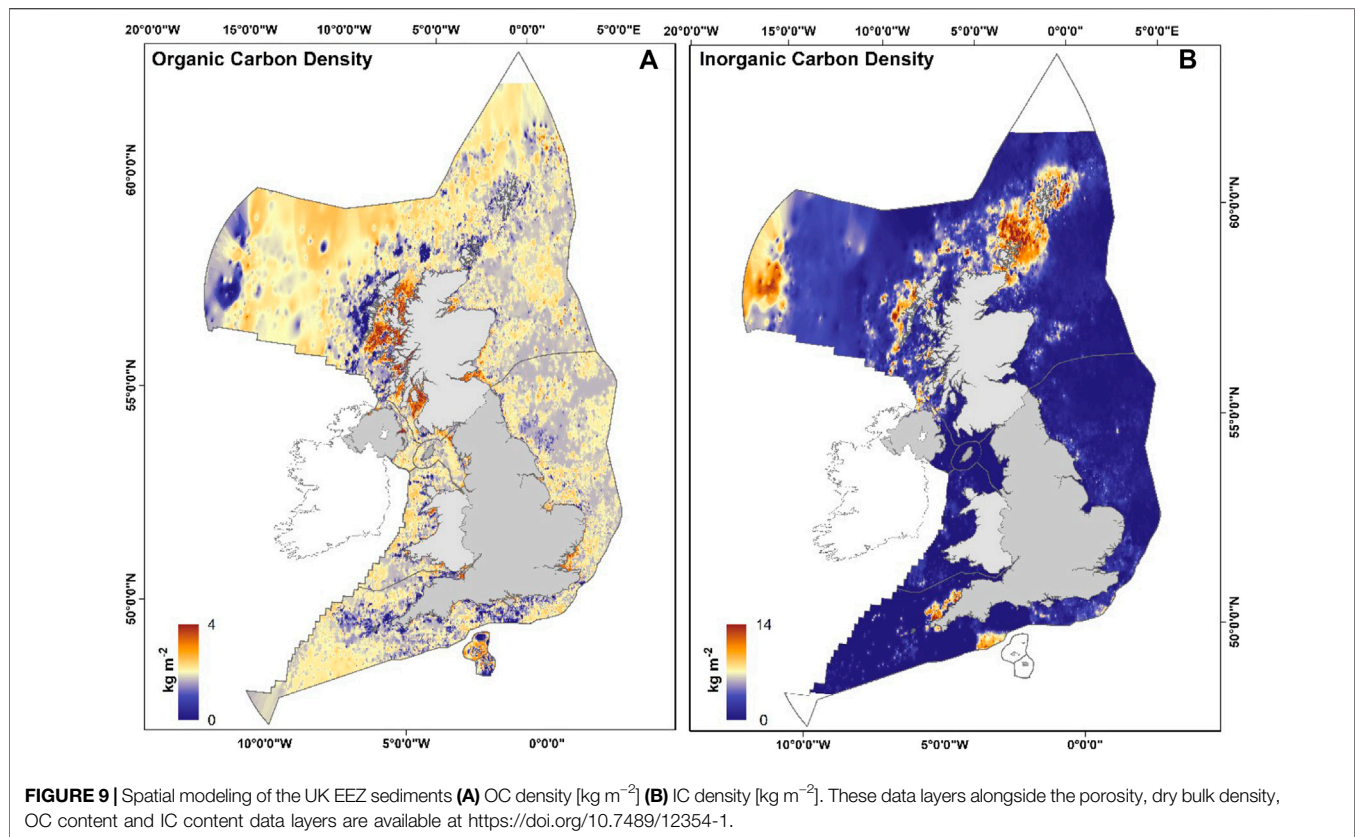 20°0'0"W 15°0'0"W 10°0'0"W 5°0'0"W 0°0'0" 5°0'0"E
Organic Carbon Density A
60°0'0"N
55°0'0"N
50°0'0"N
4
kg m⁻²
0
10°0'0"W 5°0'0"W 0°0'0"
20°0'0"W 15°0'0"W 10°0'0"W 5°0'0"W 0°0'0" 5°0'0"E
Inorganic Carbon Density B
60°0'0"N
55°0'0"N
50°0'0"N
14
kg m⁻²
0
10°0'0"W 5°0'0"W 0°0'0"
FIGURE 9 | Spatial modeling of the UK EEZ sediments (A) OC density [kg m⁻²] (B) IC density [kg m⁻²]. These data layers alongside the porosity, dry bulk density,
OC content and IC content data layers are available at https://doi.org/10.7489/12354-1.